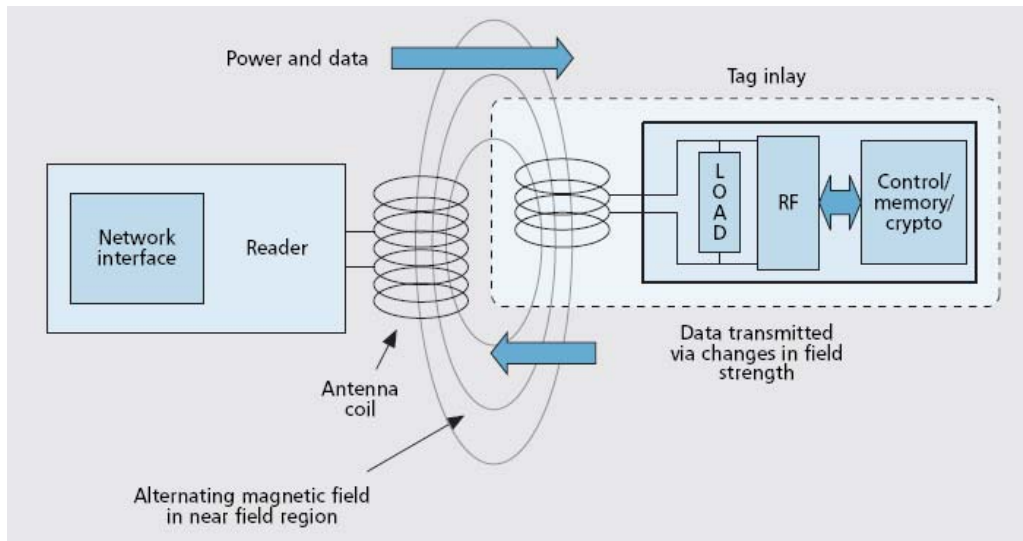 Power and data
Tag inlay
Network
interface
Reader
L
O
A
D
RF
Control/
memory/
crypto
Antenna
coil
Data transmitted
via changes in field
strength
Alternating magnetic field
in near field region